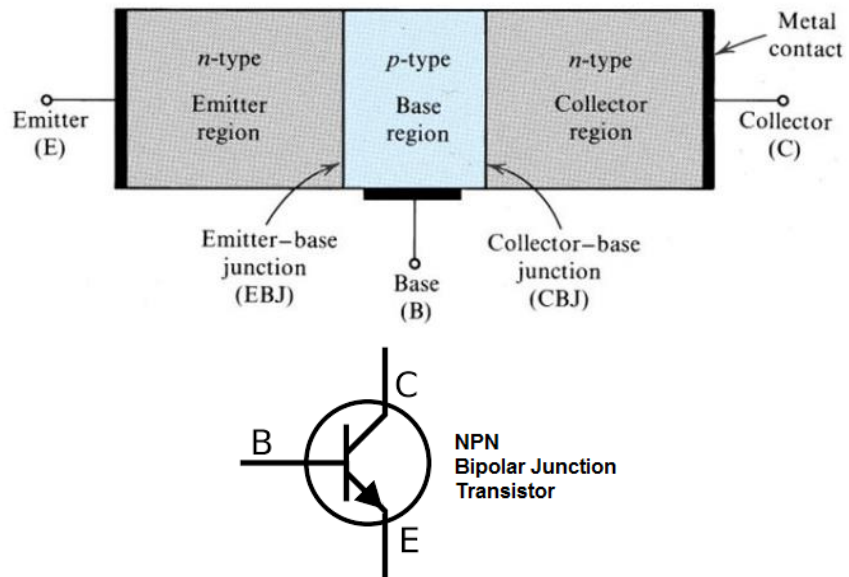 n-type
Emitter
region
p-type
Base
region
n-type
Collector
region
Metal
contact
Emitter
(E)
Collector
(C)
Emitter–base
junction
(EBJ)
Base
(B)
Collector–base
junction
(CBJ)
C
B
E
NPN
Bipolar Junction
Transistor